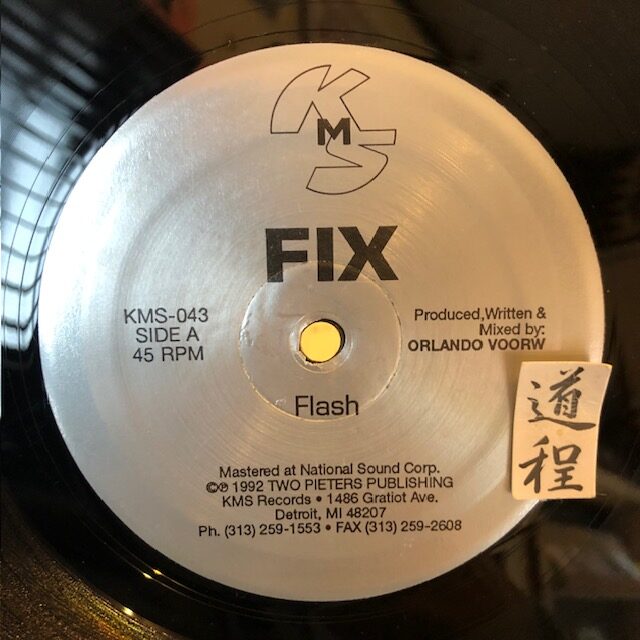 KMS
FIX
KMS-043
SIDE A
45 RPM
Produced,Written &
Mixed by:
ORLANDO VOORW
Flash
Mastered at National Sound Corp.
©℗ 1992 TWO PIETERS PUBLISHING
KMS Records • 1486 Gratiot Ave.
Detroit, MI 48207
Ph. (313) 259-1553 • FAX (313) 259-2608
道程